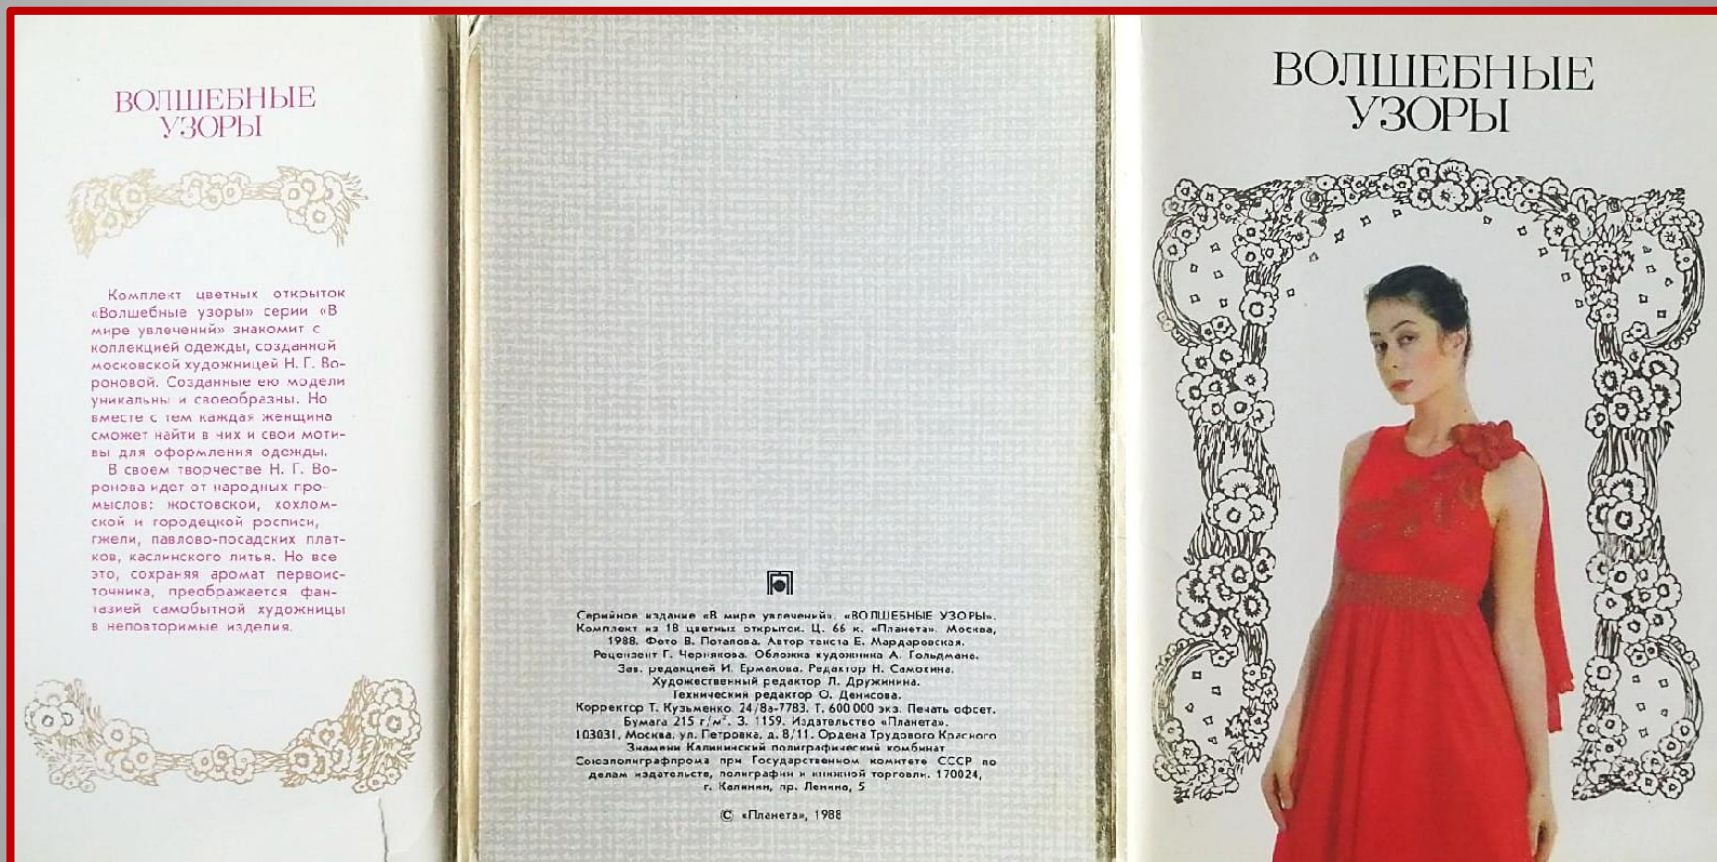 ВОЛШЕБНЫЕ
УЗОРЫ
Комплект цветных открыток
«Волшебные узоры» серии «В
мире увлечений» знакомит с
коллекцией одежды, созданной
московской художницей Н. Г. Во-
роновой. Созданные ею модели
уникальны и своеобразны. Но
вместе с тем каждая женщина
сможет найти в них и свои моти-
вы для оформления одежды.
В своем творчестве Н. Г. Во-
ронова идет от народных про-
мыслов: жостовской, хохлом-
ской и городецкой росписи,
гжели, павлово-посадских плат-
ков, каслинского литья. Но все
это, сохраняя аромат первоис-
точника, преображается фан-
тазией самобытной художницы
в неповторимые изделия.
Серийное издание «В мире увлечений». «ВОЛШЕБНЫЕ УЗОРЫ».
Комплект из 18 цветных открыток. Ц. 66 к. «Планета». Москва,
1988. Фото В. Потапова. Автор текста Е. Мардаровская.
Рецензент Г. Чернякова. Обложка художника А. Гольдмана.
Зав. редакцией И. Ермакова. Редактор Н. Самохина.
Художественный редактор Л. Дружинина.
Технический редактор О. Денисова.
Корректор Т. Кузьменко. 24/8а-7783. Т. 600 000 экз. Печать офсет.
Бумага 215 г/м². З. 1159. Издательство «Планета».
103031, Москва, ул. Петровка, д. 8/11. Ордена Трудового Красного
Знамени Калининский полиграфический комбинат
Союзполиграфпрома при Государственном комитете СССР по
делам издательств, полиграфии и книжной торговли. 170024,
г. Калинин, пр. Ленина, 5
© «Планета», 1988
ВОЛШЕБНЫЕ
УЗОРЫ